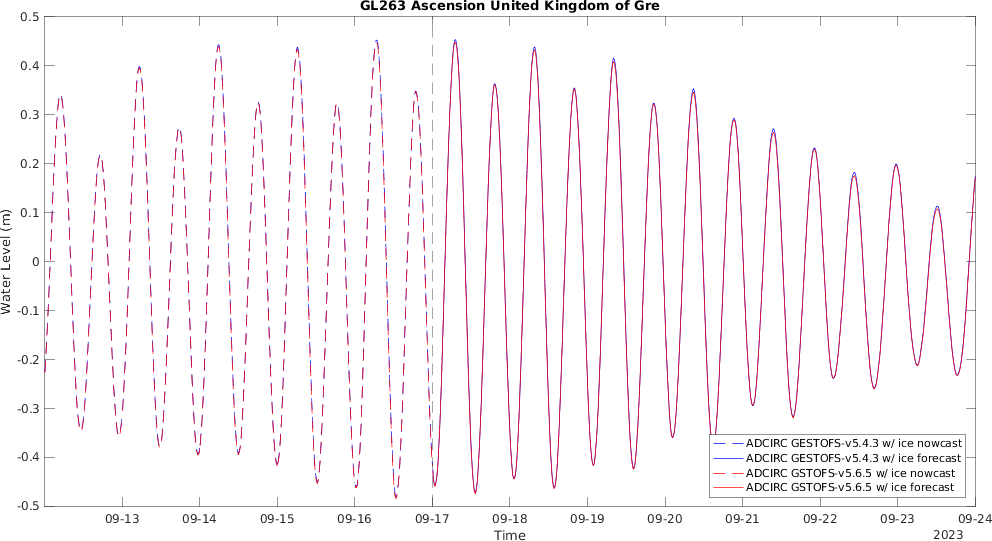 GL263 Ascension United Kingdom of Gre
0.5
0.4
0.3
0.2
0.1
0
-0.1
-0.2
-0.3
-0.4
-0.5
Water Level (m)
ADCIRC GESTOFS-v5.4.3 w/ ice nowcast
ADCIRC GESTOFS-v5.4.3 w/ ice forecast
ADCIRC GSTOFS-v5.6.5 w/ ice nowcast
ADCIRC GSTOFS-v5.6.5 w/ ice forecast
09-13 09-14 09-15 09-16 09-17 09-18 09-19 09-20 09-21 09-22 09-23 09-24
Time
2023